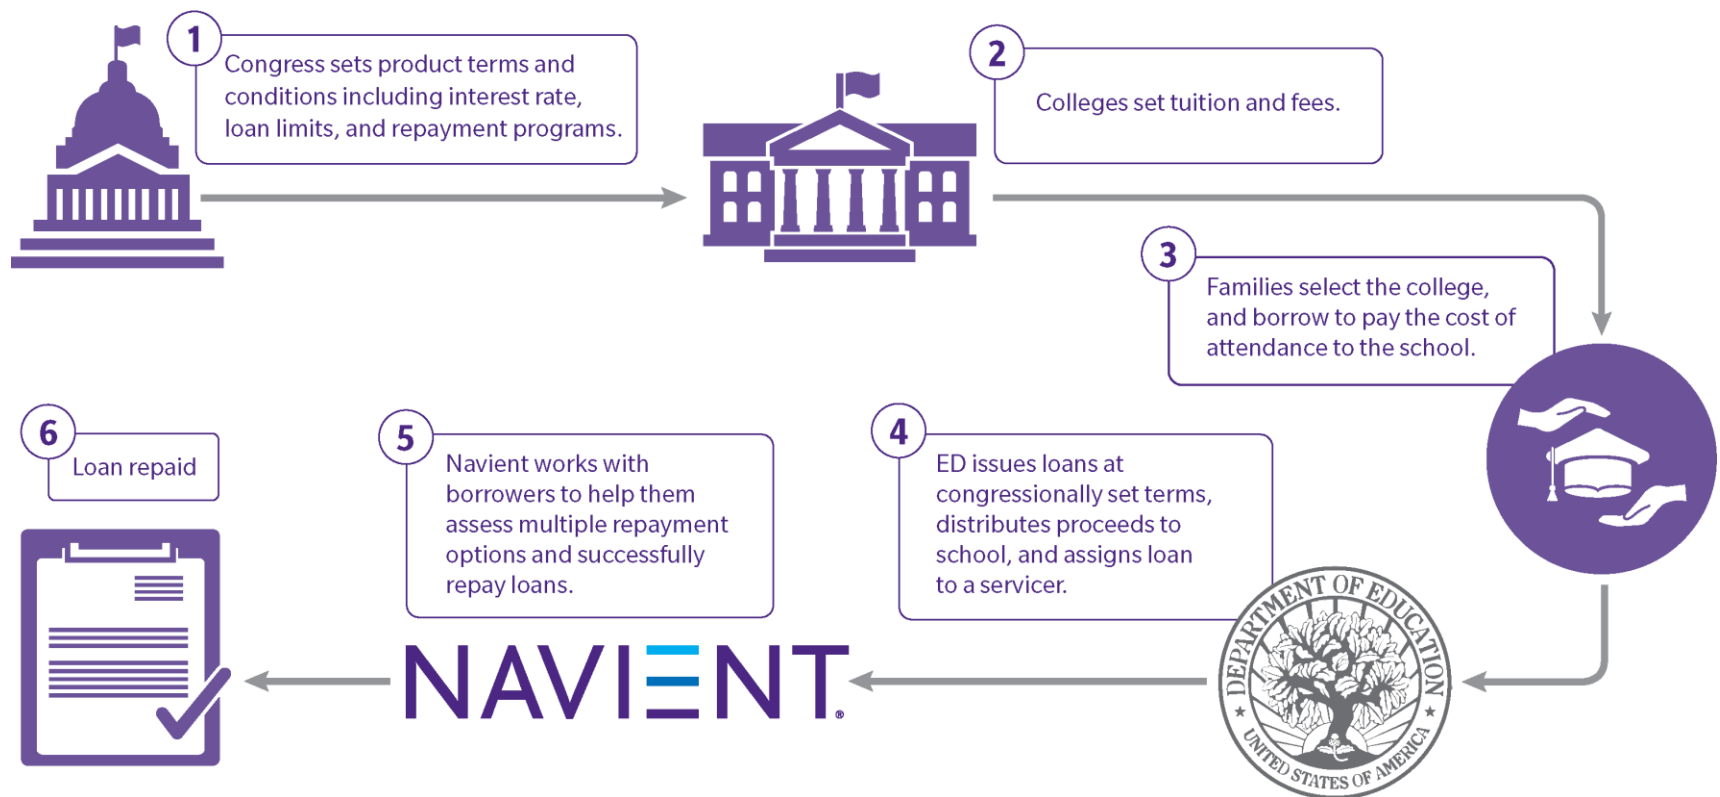 1
Congress sets product terms and
conditions including interest rate,
loan limits, and repayment programs.
2
Colleges set tuition and fees.
3
Families select the college,
and borrow to pay the cost of
attendance to the school.
4
ED issues loans at
congressionally set terms,
distributes proceeds to
school, and assigns loan
to a servicer.
DEPARTMENT OF EDUCATION
UNITED STATES OF AMERICA
5
Navient works with
borrowers to help them
assess multiple repayment
options and successfully
repay loans.
NAVIENT®
6
Loan repaid